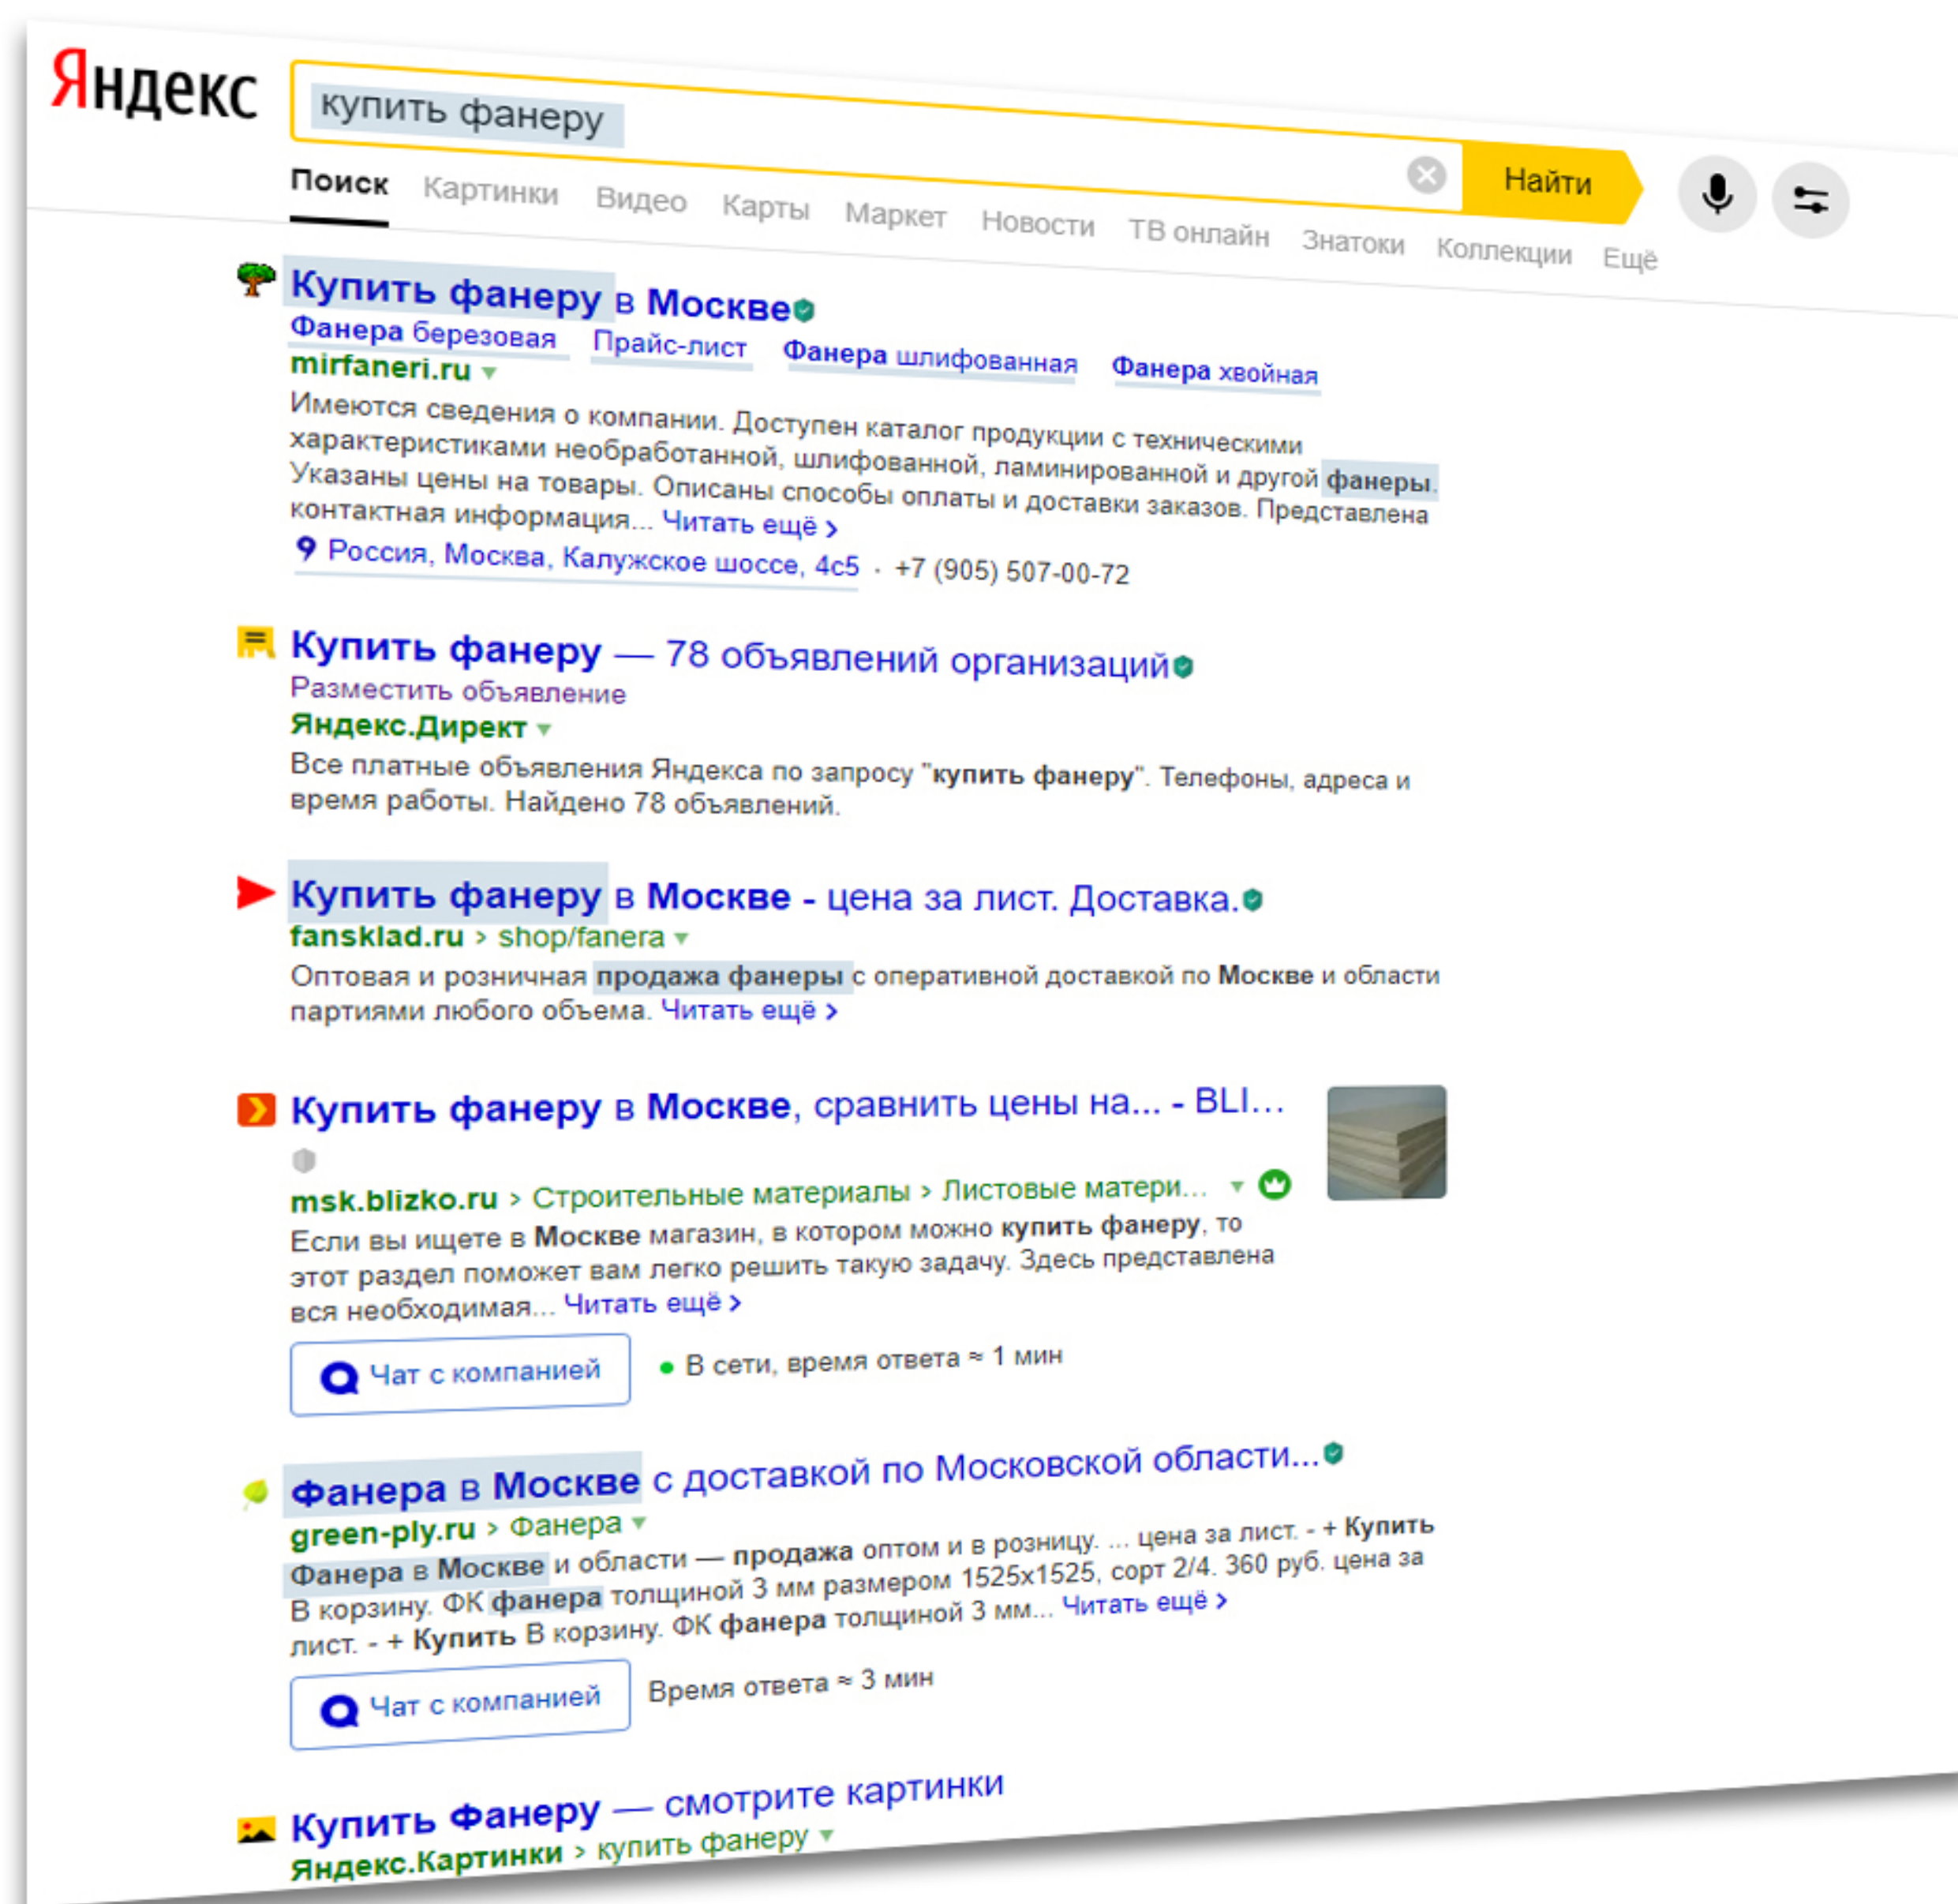 Яндекс
купить фанеру
Найти
Поиск Картинки Видео Карты Маркет Новости ТВ онлайн Знатоки Коллекции Ещё
Купить фанеру в Москве
Фанера березовая Прайс-лист Фанера шлифованная Фанера хвойная
mirfaneri.ru
Имеются сведения о компании. Доступен каталог продукции с техническими
характеристиками необработанной, шлифованной, ламинированной и другой фанеры.
Указаны цены на товары. Описаны способы оплаты и доставки заказов. Представлена
контактная информация... Читать ещё >
Россия, Москва, Калужское шоссе, 4с5 · +7 (905) 507-00-72
Купить фанеру — 78 объявлений организаций
Разместить объявление
Яндекс.Директ
Все платные объявления Яндекса по запросу "купить фанеру". Телефоны, адреса и
время работы. Найдено 78 объявлений.
Купить фанеру в Москве - цена за лист. Доставка.
fansklad.ru > shop/fanera
Оптовая и розничная продажа фанеры с оперативной доставкой по Москве и области
партиями любого объема. Читать ещё >
Купить фанеру в Москве, сравнить цены на... - BLI...
msk.blizko.ru > Строительные материалы > Листовые матери...
Если вы ищете в Москве магазин, в котором можно купить фанеру, то
этот раздел поможет вам легко решить такую задачу. Здесь представлена
вся необходимая... Читать ещё >
Чат с компанией
В сети, время ответа ≈ 1 мин
Фанера в Москве с доставкой по Московской области...
green-ply.ru > Фанера
Фанера в Москве и области — продажа оптом и в розницу. ... цена за лист. - + Купить
В корзину. ФК фанера толщиной 3 мм размером 1525х1525, сорт 2/4. 360 руб. цена за
лист. - + Купить В корзину. ФК фанера толщиной 3 мм... Читать ещё >
Чат с компанией
Время ответа ≈ 3 мин
Купить Фанеру — смотрите картинки
Яндекс.Картинки > купить фанеру